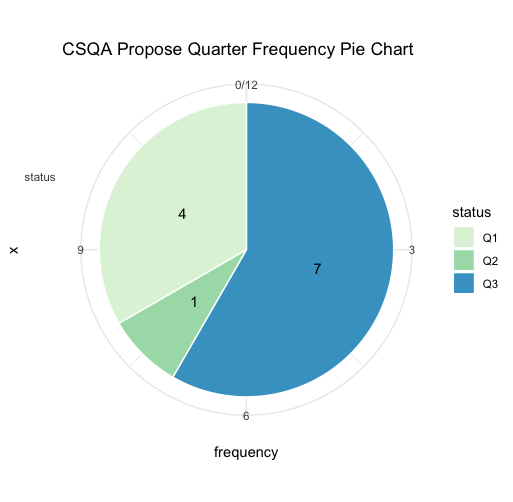 CSQA Propose Quarter Frequency Pie Chart
0/12
status
4
status
Q1
x
9
3
Q2
7
Q3
1
6
frequency